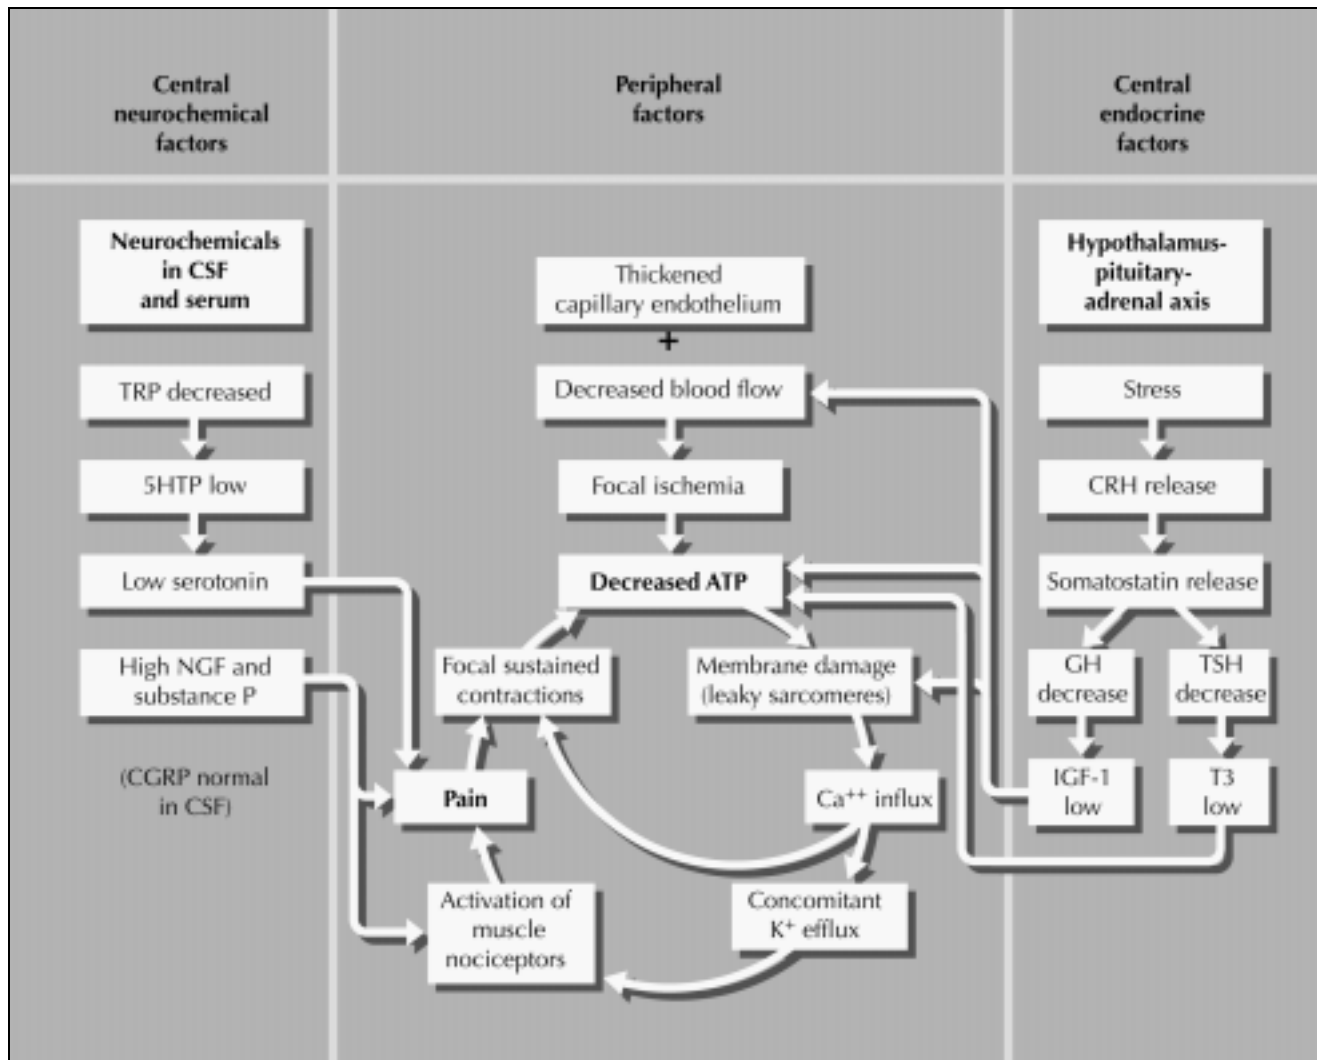 Central
neurochemical
factors
Peripheral
factors
Central
endocrine
factors
Neurochemicals
in CSF
and serum
TRP decreased
5HTP low
Low serotonin
High NGF and
substance P
(CGRP normal
in CSF)
Thickened
capillary endothelium
+
Decreased blood flow
Focal ischemia
Decreased ATP
Focal sustained
contractions
Membrane damage
(leaky sarcomeres)
Pain
Ca⁺⁺ influx
Activation of
muscle
nociceptors
Concomitant
K⁺ efflux
Hypothalamus-
pituitary-
adrenal axis
Stress
CRH release
Somatostatin release
GH
decrease
TSH
decrease
IGF-1
low
T3
low